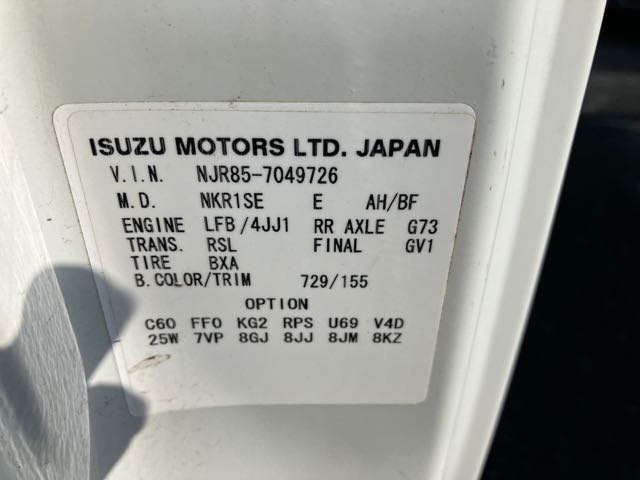 ISUZU MOTORS LTD. JAPAN
V.I.N. NJR85-7049726
M.D. NKR1SE E AH/BF
ENGINE LFB/4JJ1 RR AXLE G73
TRANS. RSL FINAL GV1
TIRE BXA
B.COLOR/TRIM 729/155
OPTION
C60 FF0 KG2 RPS U69 V4D
25W 7VP 8GJ 8JJ 8JM 8KZ